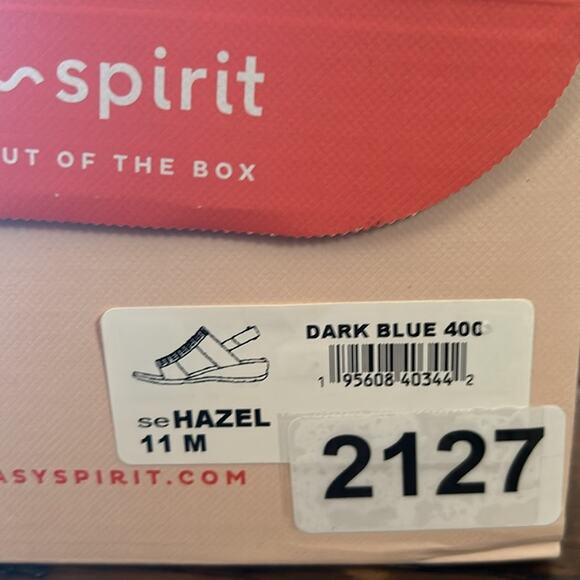 ~spirit
UT OF THE BOX
DARK BLUE 400
1 95608 40344 2
seHAZEL
11 M
2127
ASYSPIRIT.COM